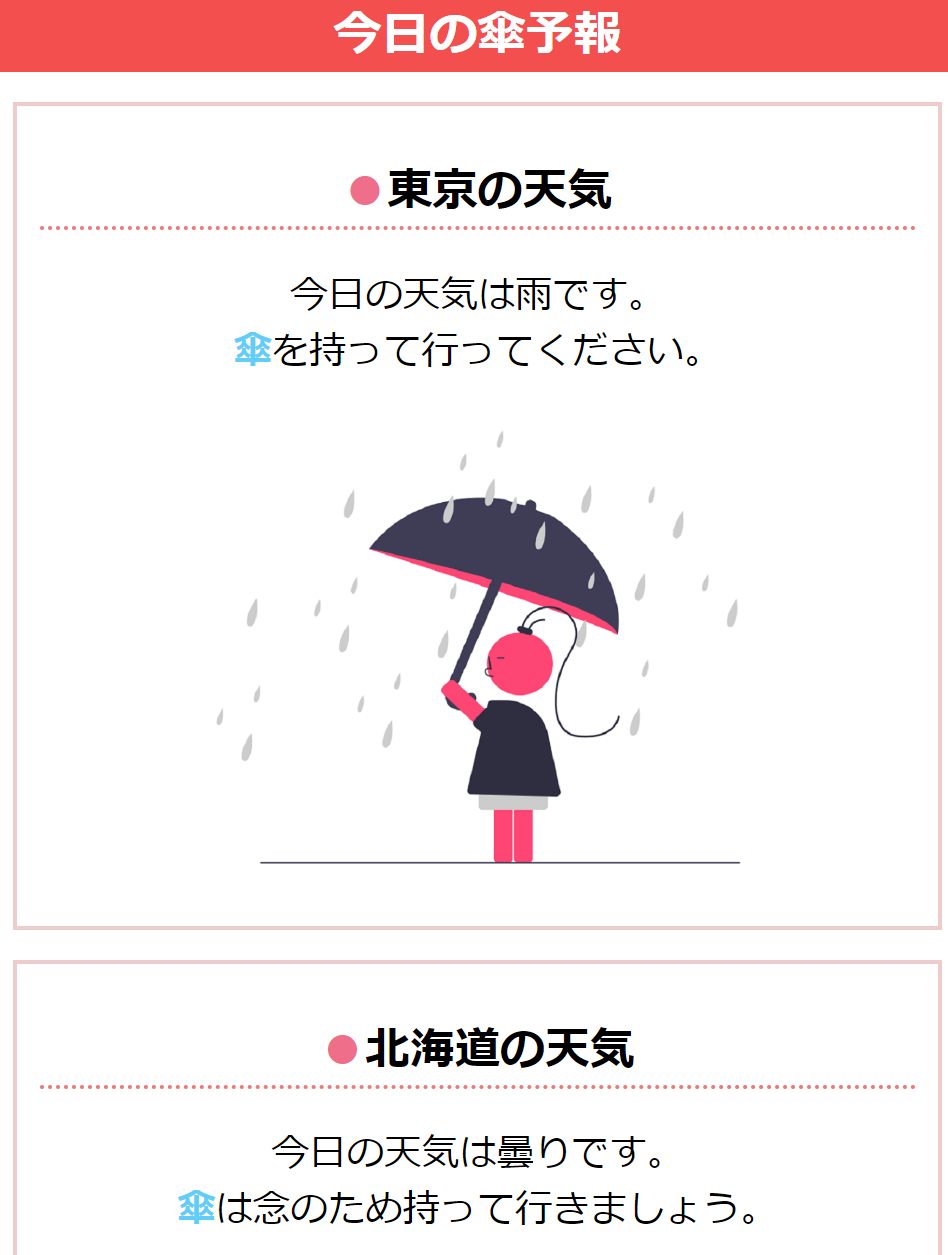 今日の傘予報
東京の天気
今日の天気は雨です。
傘を持って行ってください。
北海道の天気
今日の天気は曇りです。
傘は念のため持って行きましょう。